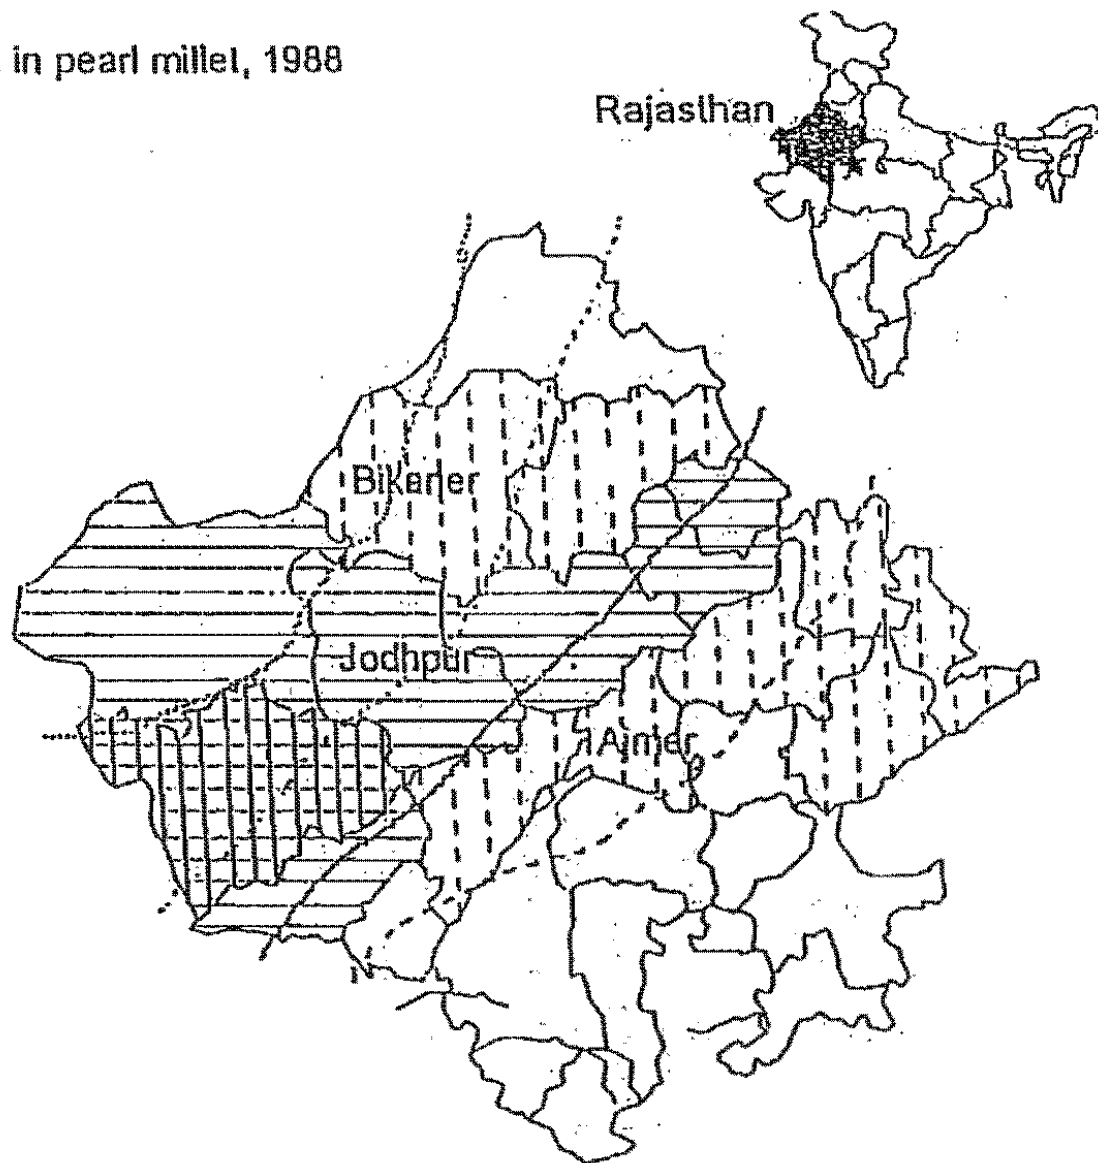 in pearl millet, 1988
Rajasthan
Bikaner
Jodhpur
Ajmer